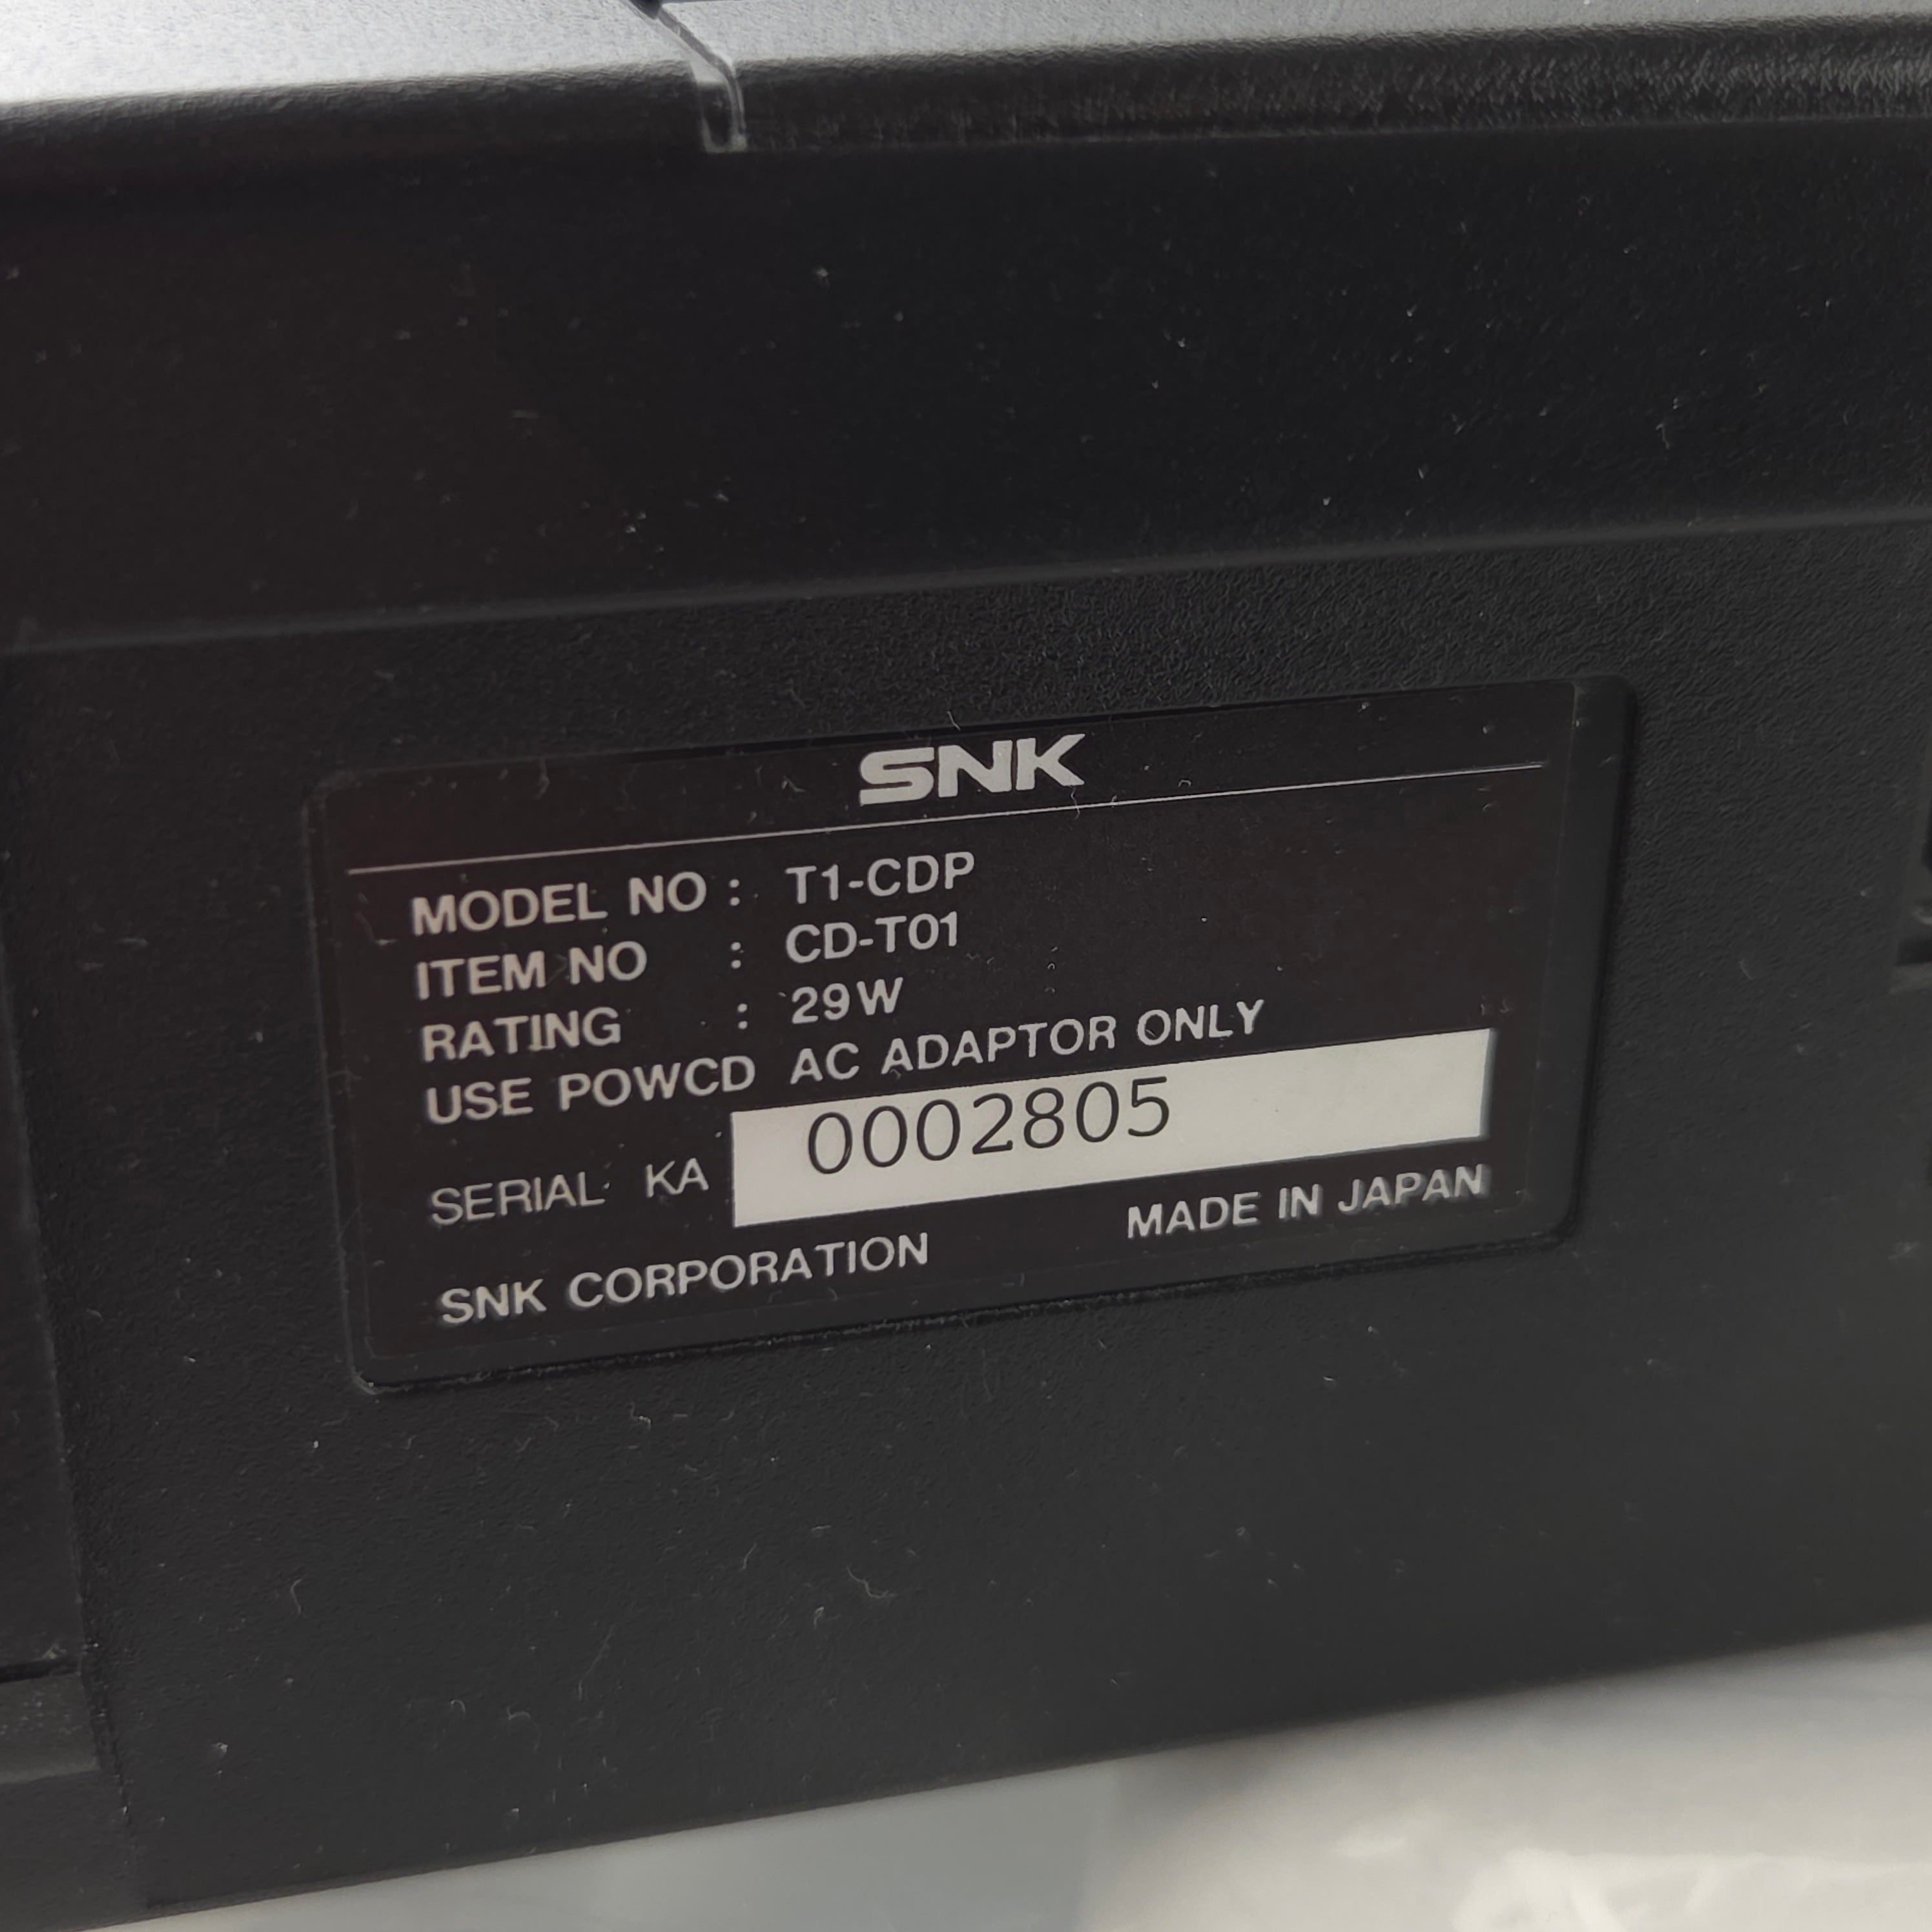 SNK
MODEL NO : T1-CDP
ITEM NO : CD-T01
RATING : 29W
USE POWCD AC ADAPTOR ONLY
SERIAL KA 0002805
SNK CORPORATION MADE IN JAPAN